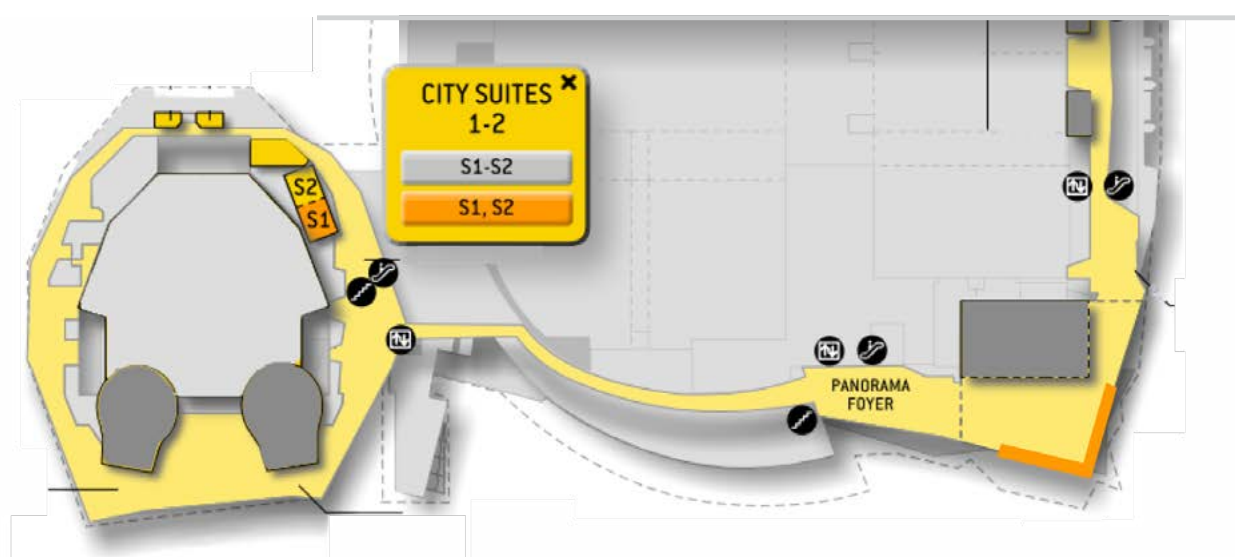 CITY SUITES
1-2
S1-S2
S1, S2
S2
S1
PANORAMA
FOYER